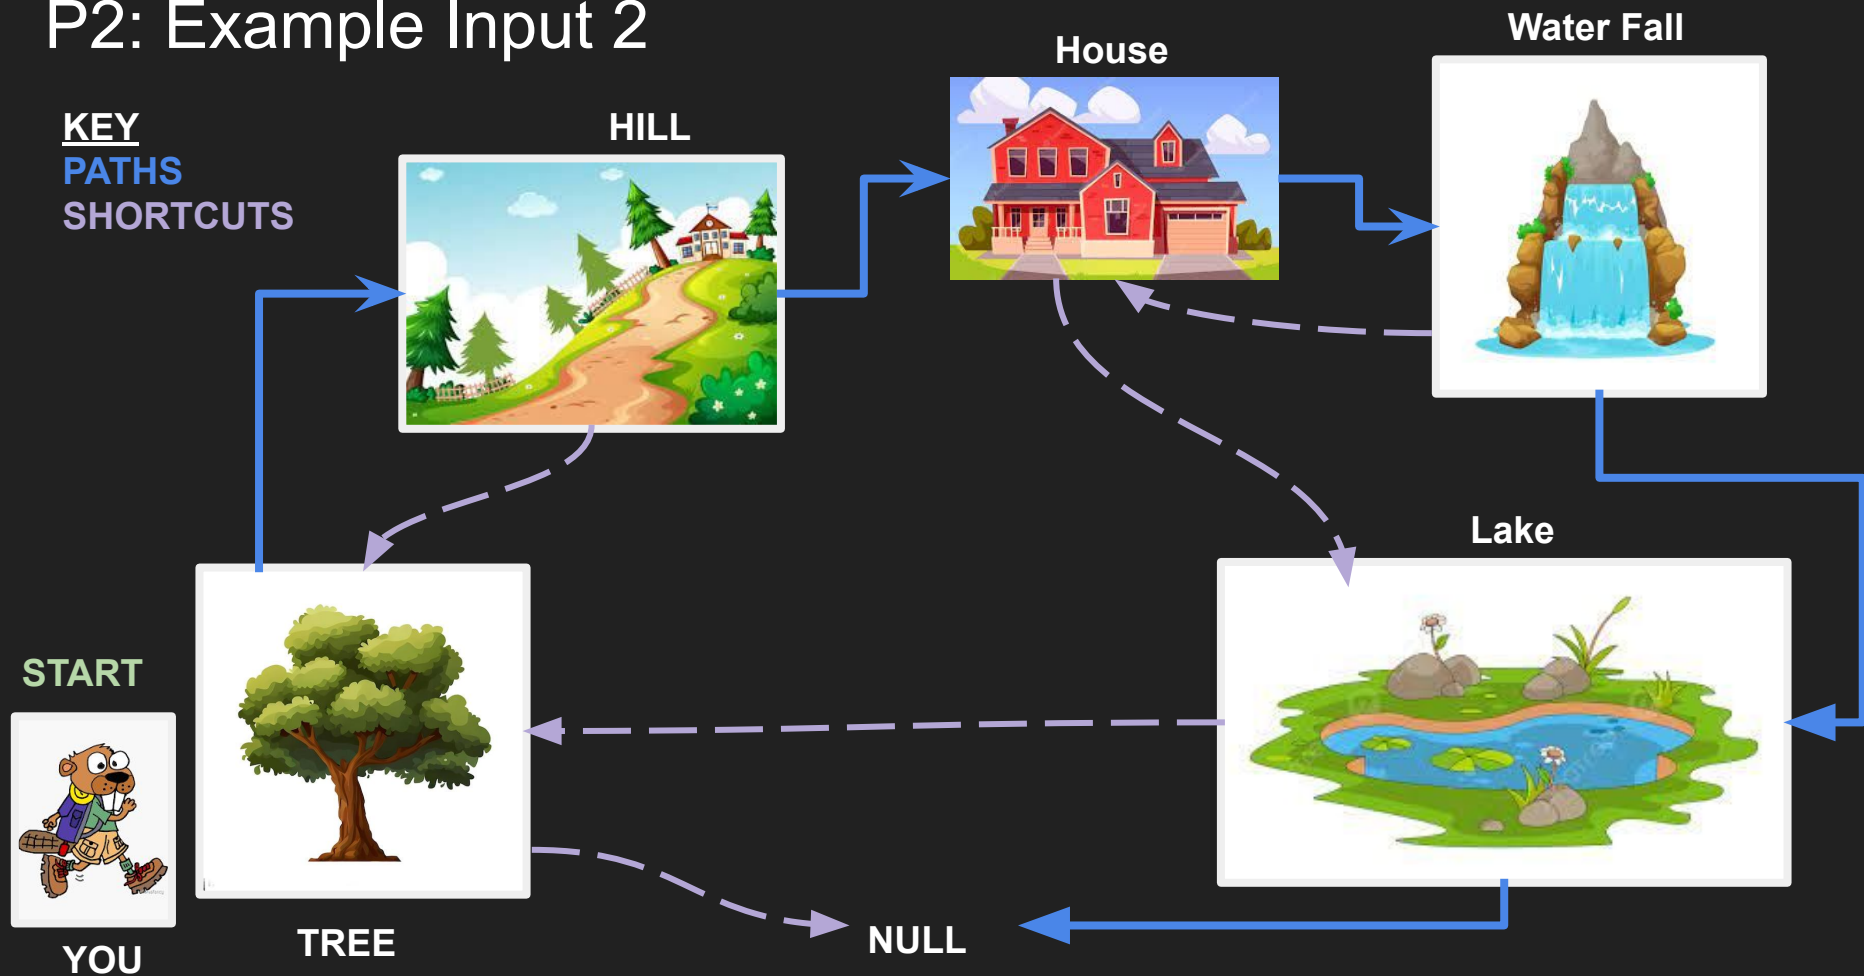 P2: Example Input 2
KEY
PATHS
SHORTCUTS
HILL
House
Water Fall
Lake
START
YOU
TREE
NULL